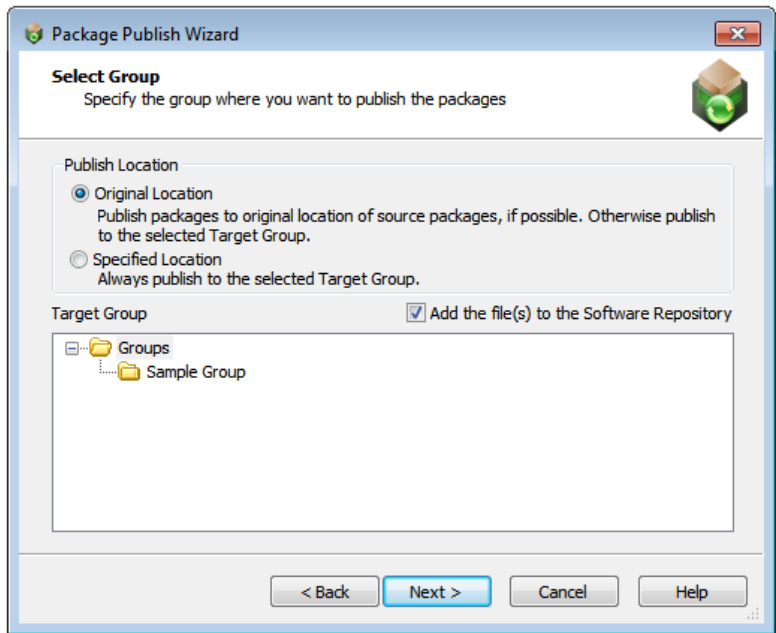 Package Publish Wizard
Select Group
Specify the group where you want to publish the packages
Publish Location
Original Location
Publish packages to original location of source packages, if possible. Otherwise publish
to the selected Target Group.
Specified Location
Always publish to the selected Target Group.
Target Group
Add the file(s) to the Software Repository
Groups
Sample Group
< Back
Next >
Cancel
Help